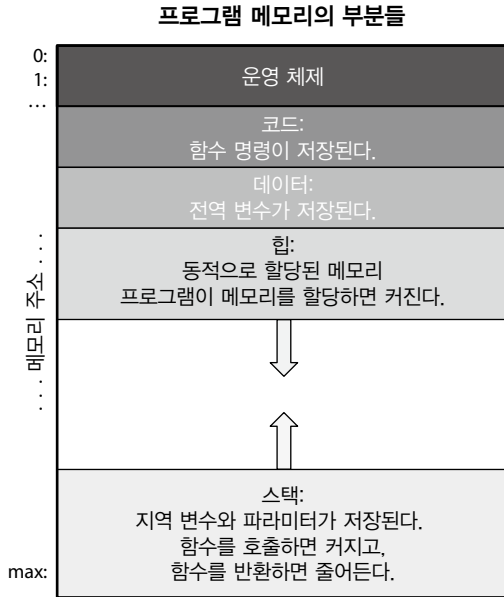 프로그램 메모리의 부분들
0:
1:
...
운영 체제
코드:
함수 명령이 저장된다.
데이터:
전역 변수가 저장된다.
힙:
동적으로 할당된 메모리
프로그램이 메모리를 할당하면 커진다.
. . . 메모리 주소 . . .
스택:
지역 변수와 파라미터가 저장된다.
함수를 호출하면 커지고,
함수를 반환하면 줄어든다.
max: